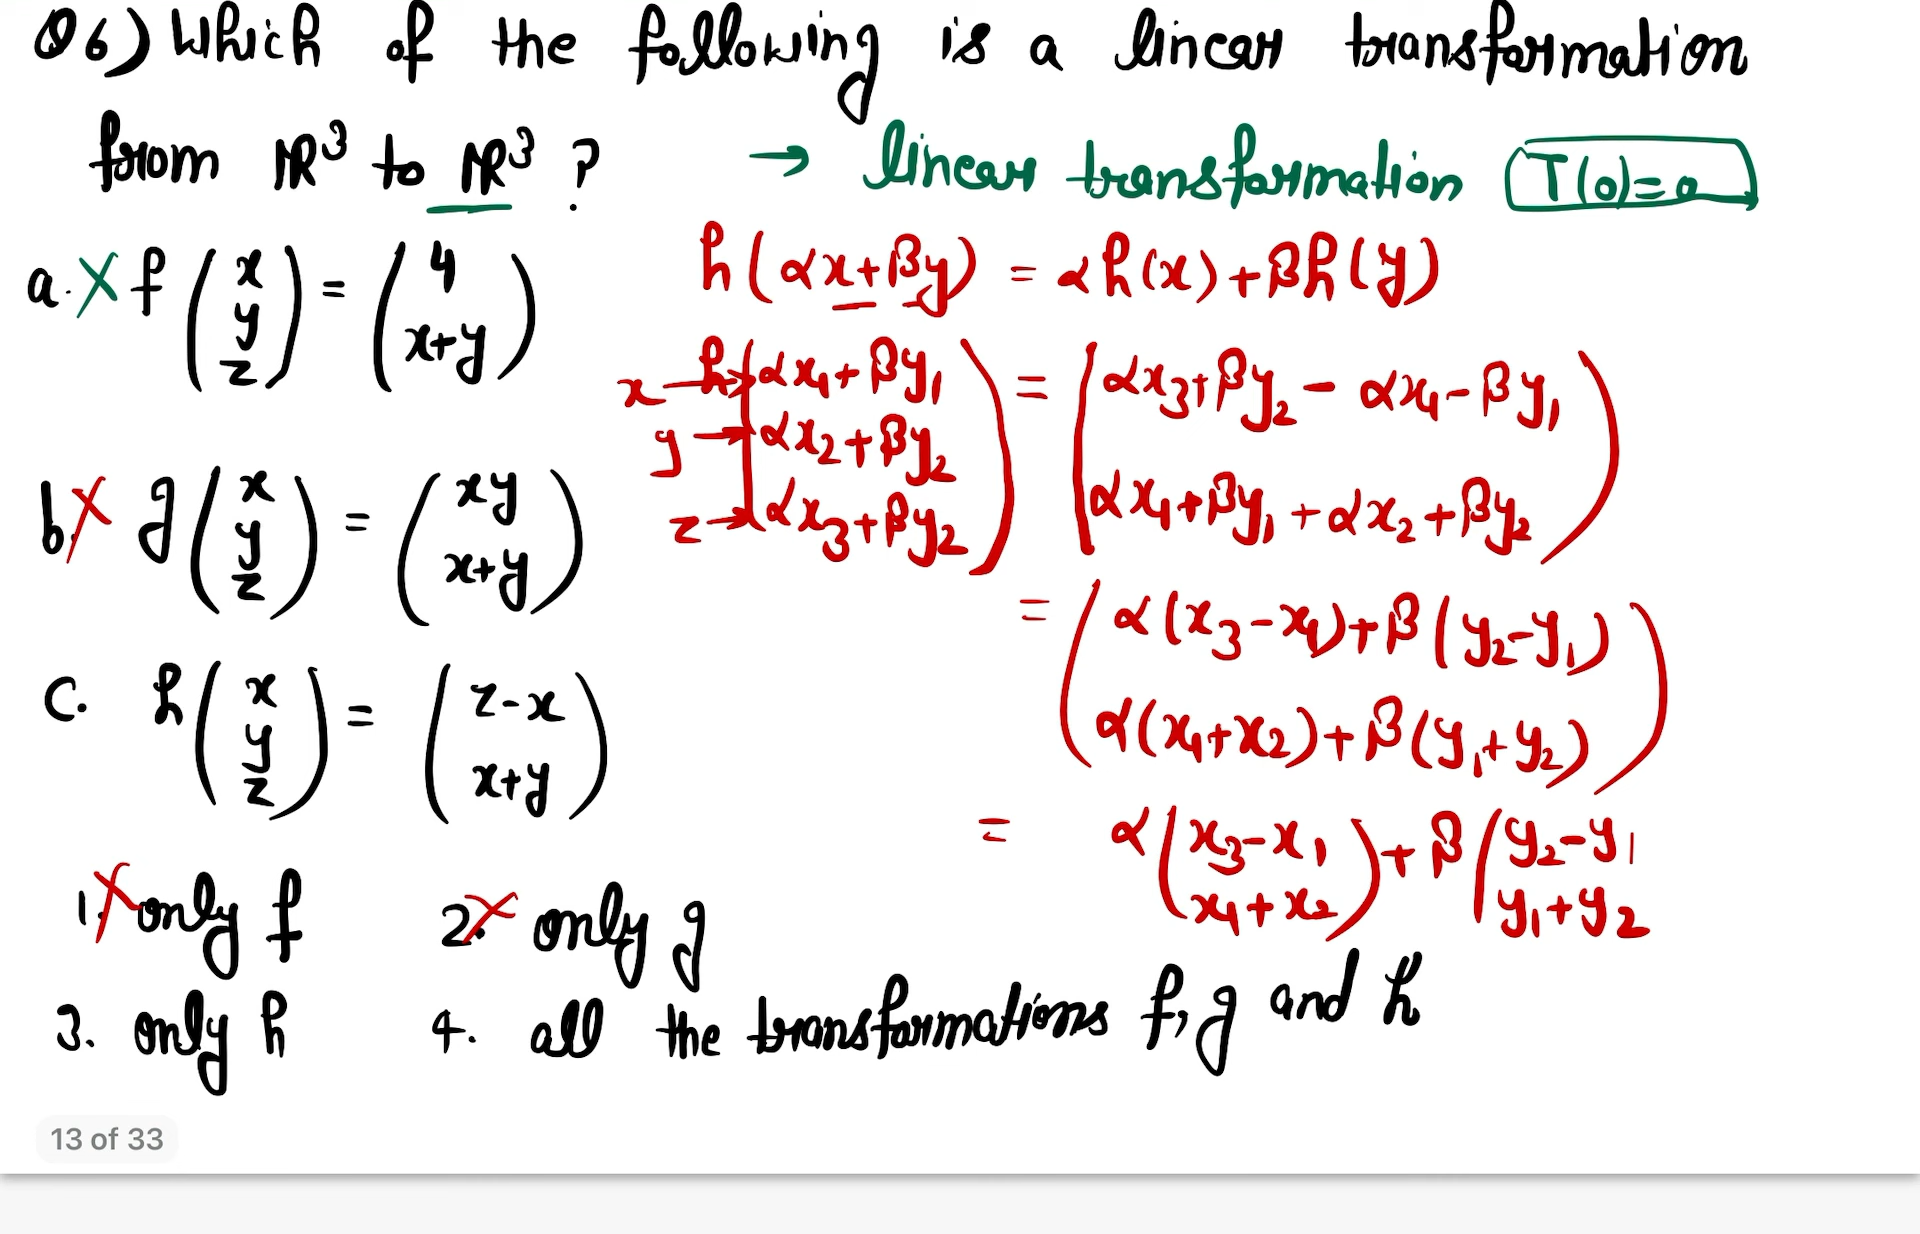 Q6) Which of the following is a linear transformation
from ℝ³ to ℝ³ ?
→ linear transformation T(0)=0
a. ✗ f (x y z) = (4 x+y)
h(αx+βy) = αh(x)+βh(y)
x → h(αx₁+βy₁
y → αx₂+βy₂
z → αx₃+βy₂)
= (αx₃+βy₂ - αx₁-βy₁
αx₁+βy₁+αx₂+βy₂)
b. ✗ g (x y z) = (xy x+y)
= (α(x₃-x₁)+β(y₂-y₁)
α(x₁+x₂)+β(y₁+y₂))
c. h (x y z) = (z-x x+y)
= α(x₃-x₁ x₁+x₂)+β(y₂-y₁ y₁+y₂
1. ✗ only f 2. ✗ only g
3. only h 4. all the transformations f, g and h
13 of 33